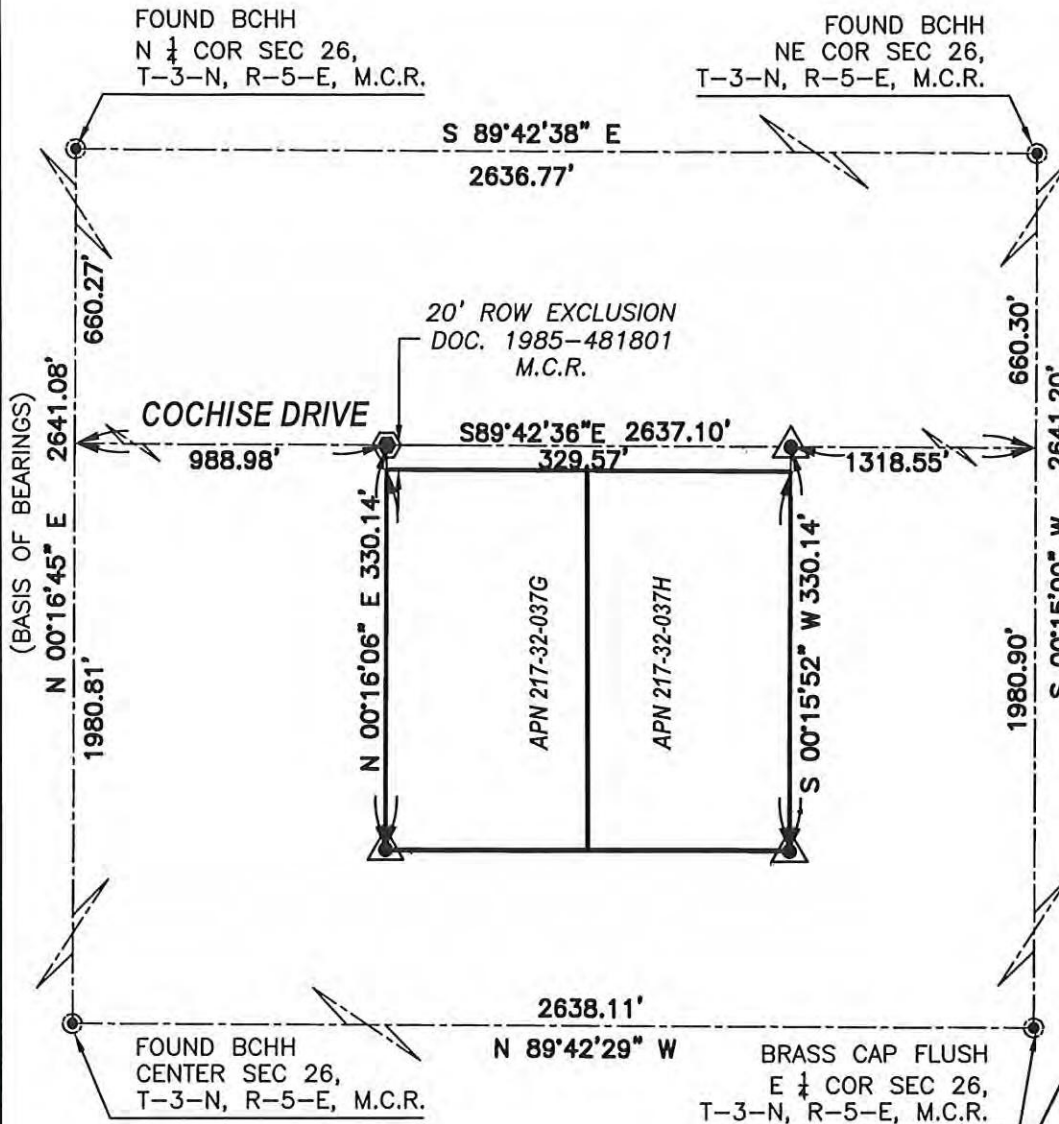 FOUND BCHH
N 1/4 COR SEC 26,
T-3-N, R-5-E, M.C.R.
FOUND BCHH
NE COR SEC 26,
T-3-N, R-5-E, M.C.R.
S 89°42'38" E
2636.77'
660.27'
660.30'
20' ROW EXCLUSION
DOC. 1985-481801
M.C.R.
(BASIS OF BEARINGS)
N 00°16'45" E 2641.08'
COCHISE DRIVE
S89°42'36"E 2637.10'
988.98'
329.57'
1318.55'
N 00°16'06" E 330.14'
APN 217-32-037G
APN 217-32-037H
S 00°15'52" W 330.14'
S 00°15'00" W 2641.20'
1980.81'
1980.90'
2638.11'
N 89°42'29" W
FOUND BCHH
CENTER SEC 26,
T-3-N, R-5-E, M.C.R.
BRASS CAP FLUSH
E 1/4 COR SEC 26,
T-3-N, R-5-E, M.C.R.